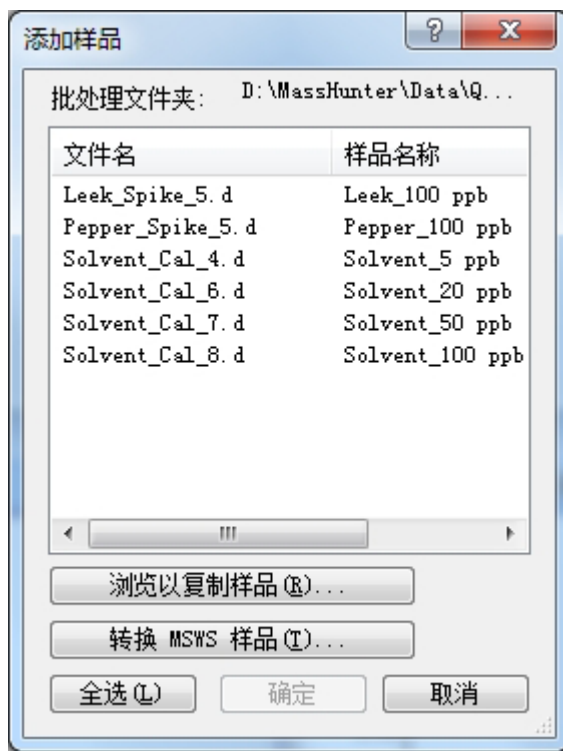 添加样品
批处理文件夹: D:\MassHunter\Data\Q...
文件名 样品名称
Leek_Spike_5.d Leek_100 ppb
Pepper_Spike_5.d Pepper_100 ppb
Solvent_Cal_4.d Solvent_5 ppb
Solvent_Cal_6.d Solvent_20 ppb
Solvent_Cal_7.d Solvent_50 ppb
Solvent_Cal_8.d Solvent_100 ppb
浏览以复制样品(R)...
转换 MSWS 样品(T)...
全选(L) 确定 取消